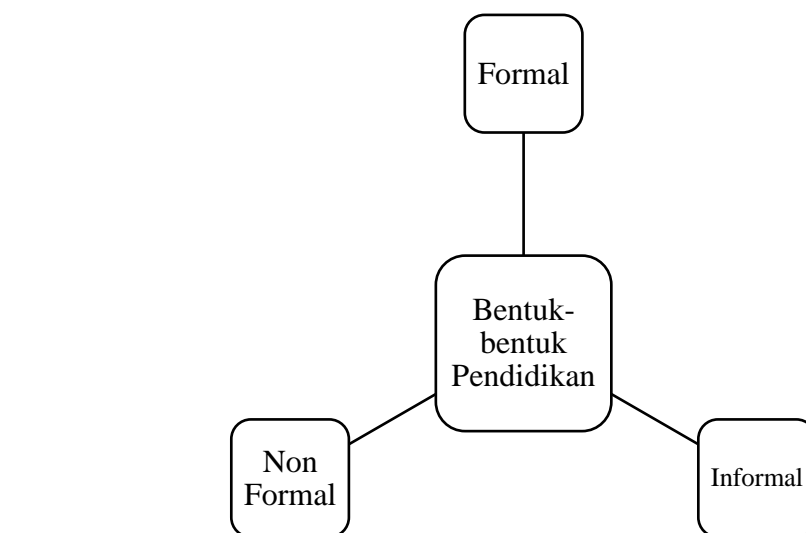 Formal
Bentuk-
bentuk
Pendidikan
Non
Formal
Informal